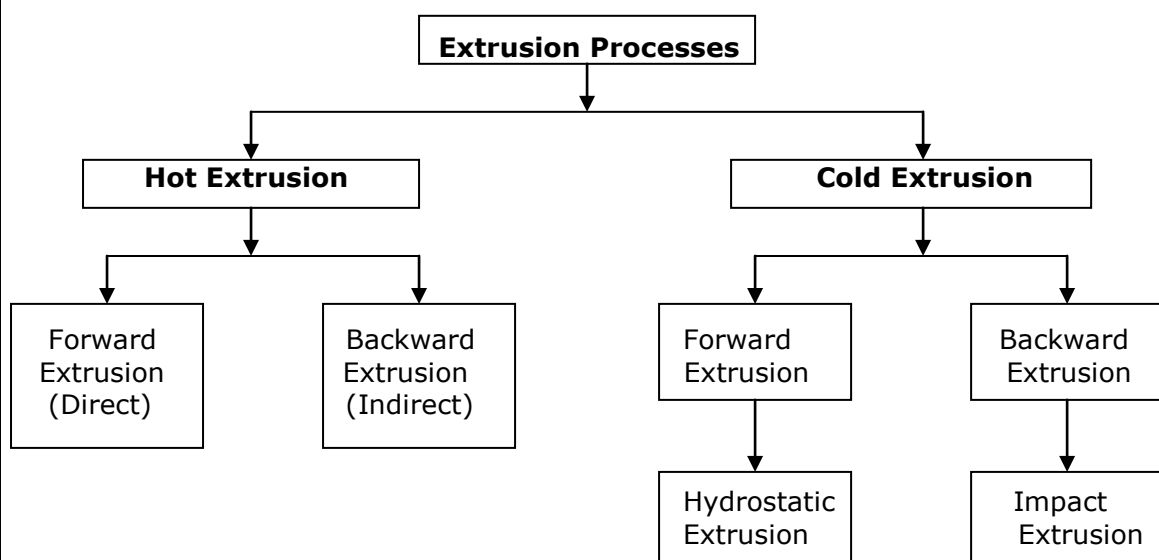 Extrusion Processes
Hot Extrusion
Cold Extrusion
Forward
Extrusion
(Direct)
Backward
Extrusion
(Indirect)
Forward
Extrusion
Backward
Extrusion
Hydrostatic
Extrusion
Impact
Extrusion